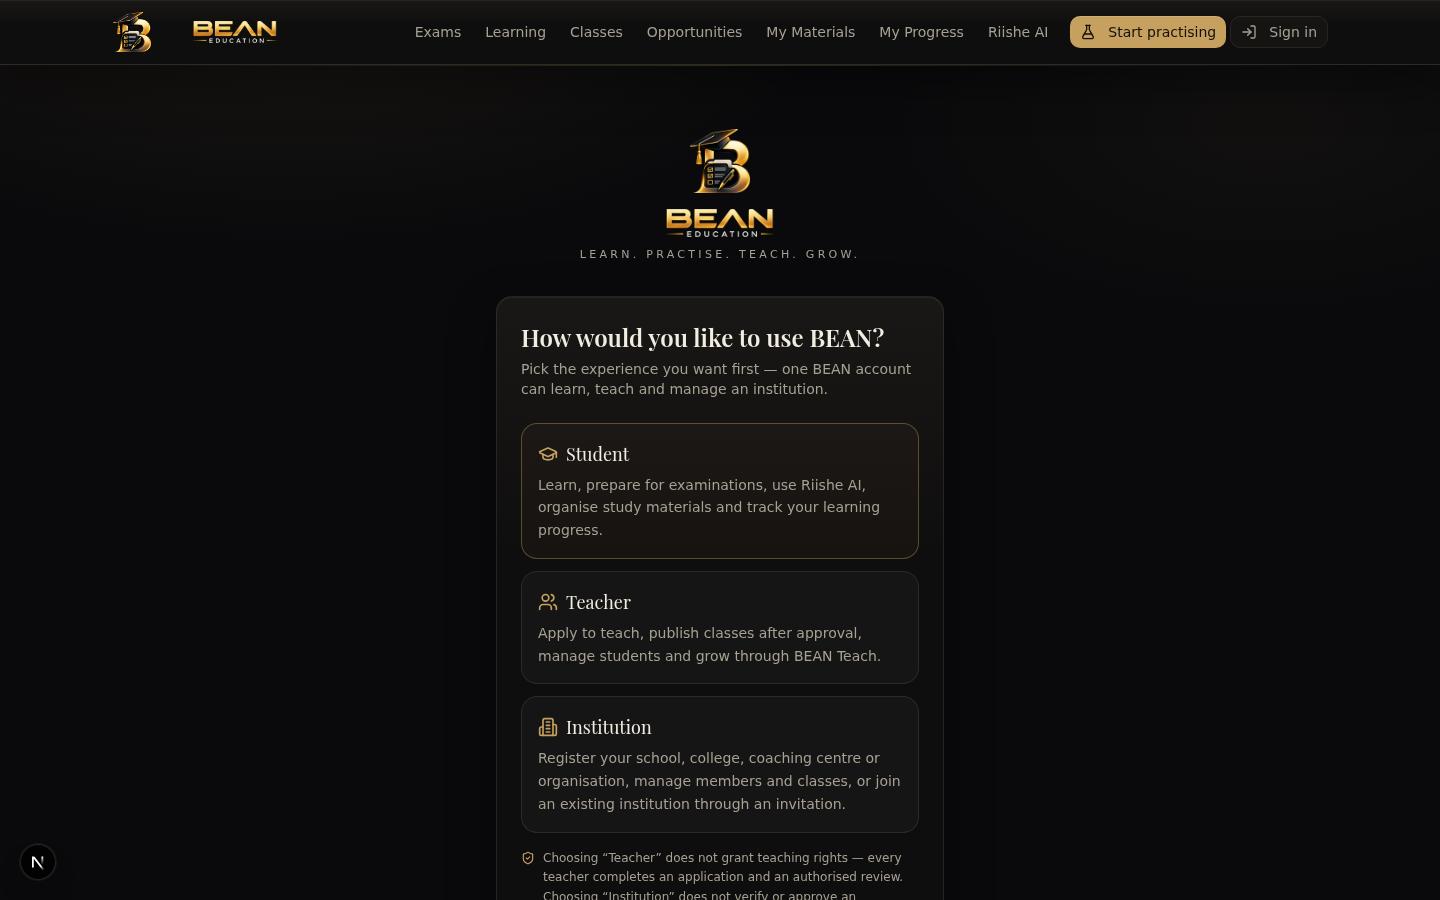 BEAN
EDUCATION
Exams
Learning
Classes
Opportunities
My Materials
My Progress
Riishe AI
Start practising
Sign in
B
BEAN
EDUCATION
LEARN. PRACTISE. TEACH. GROW.
How would you like to use BEAN?
Pick the experience you want first — one BEAN account
can learn, teach and manage an institution.
Student
Learn, prepare for examinations, use Riishe AI,
organise study materials and track your learning
progress.
Teacher
Apply to teach, publish classes after approval,
manage students and grow through BEAN Teach.
Institution
Register your school, college, coaching centre or
organisation, manage members and classes, or join
an existing institution through an invitation.
Choosing “Teacher” does not grant teaching rights — every
teacher completes an application and an authorised review.
Choosing “Institution” does not verify or approve an
N